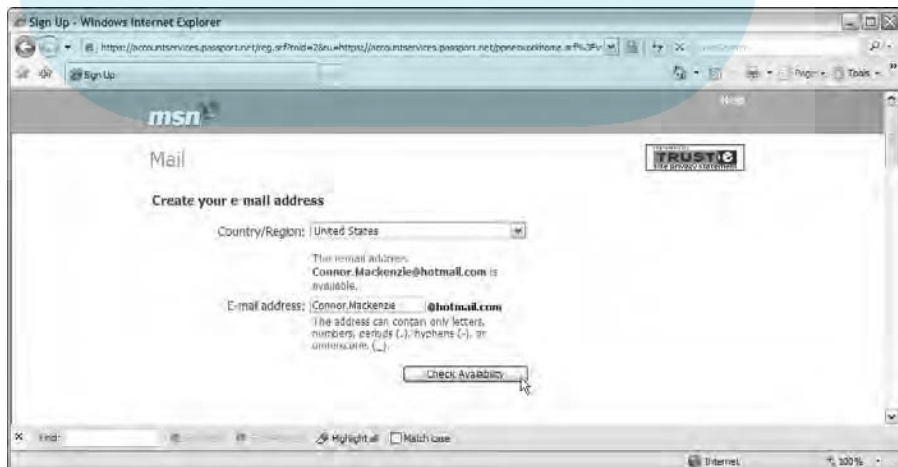 Sign Up - Windows Internet Explorer
Sign Up
Page
Tools
msn
Help
Mail
TRUSTe
Create your e-mail address
Country/Region: United States
The e-mail address
Connor.Mackenzie@hotmail.com is
available.
E-mail address: Connor.Mackenzie @hotmail.com
The address can contain only letters,
numbers, periods (.), hyphens (-), or
underscore, (_).
Check Availability
Find:
Highlight all
Match case
Internet
100%